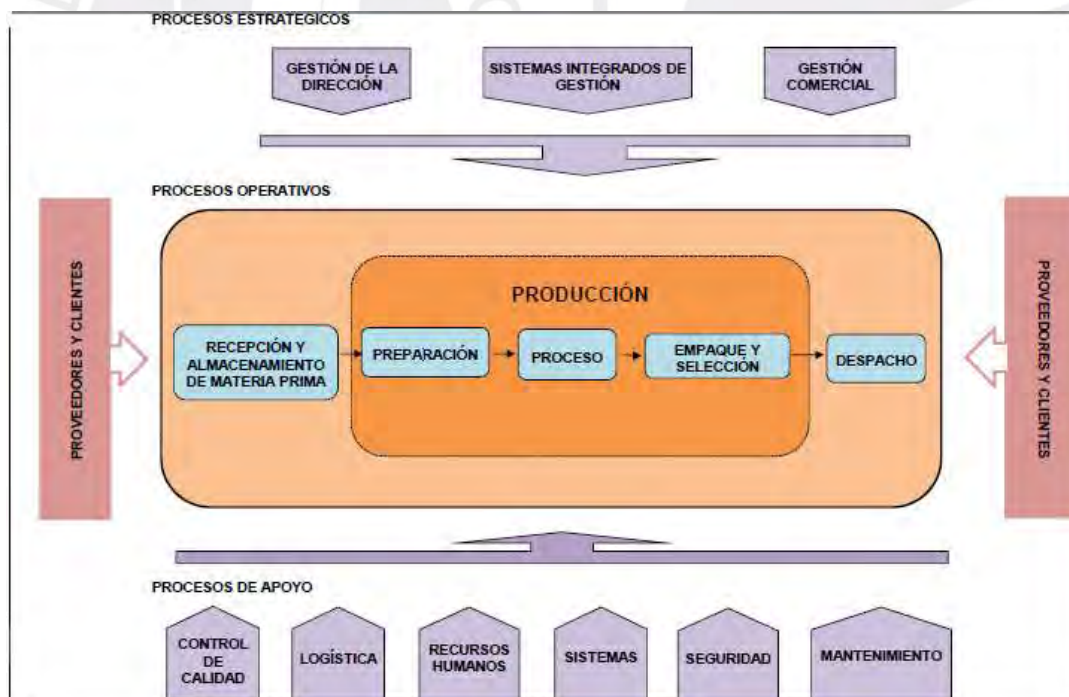 PROCESOS ESTRATEGICOS
GESTIÓN DE LA
DIRECCIÓN
SISTEMAS INTEGRADOS DE
GESTIÓN
GESTIÓN
COMERCIAL
PROCESOS OPERATIVOS
PROVEEDORES Y CLIENTES
PRODUCCIÓN
RECEPCIÓN Y
ALMACENAMIENTO
DE MATERIA PRIMA
PREPARACIÓN
PROCESO
EMPAQUE Y
SELECCIÓN
DESPACHO
PROVEEDORES Y CLIENTES
PROCESOS DE APOYO
CONTROL
DE
CALIDAD
LOGÍSTICA
RECURSOS
HUMANOS
SISTEMAS
SEGURIDAD
MANTENIMIENTO